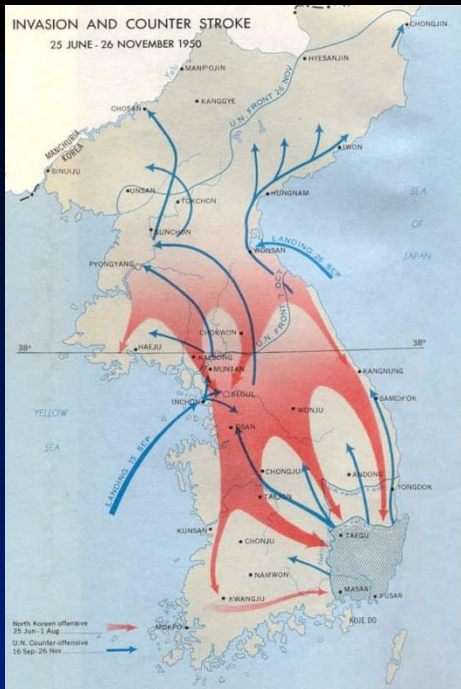 INVASION AND COUNTER STROKE
25 JUNE - 26 NOVEMBER 1950
CHONGJIN
HYESANJIN
MANP'OJIN
KANGGYE
U.N. FRONT 26 NOV
CHOSAN
MANCHURIA
KOREA
IWON
SINUIJU
UNSAN
TOKCHON
HUNGNAM
SEA
OF
JAPAN
SUNCHON
LANDING 26 SEP
WONSAN
PYONGYANG
U.N. FRONT 7 OCT
CHORWON
38°
38°
HAEJU
KAESONG
MUNSAN
KANGNUNG
SEOUL
SAMCH'OK
INCHON
WONJU
YELLOW
SEA
OSAN
LANDING 15 SEP
CHONGJU
ANDONG
TAEJON
YONGDOK
KUNSAN
TAEGU
CHONJU
NAMWON
MASAN
PUSAN
KWANGJU
KOJE DO
MOKPO
North Korean offensive
25 Jun - 1 Aug
U.N. Counter-offensive
16 Sep - 26 Nov